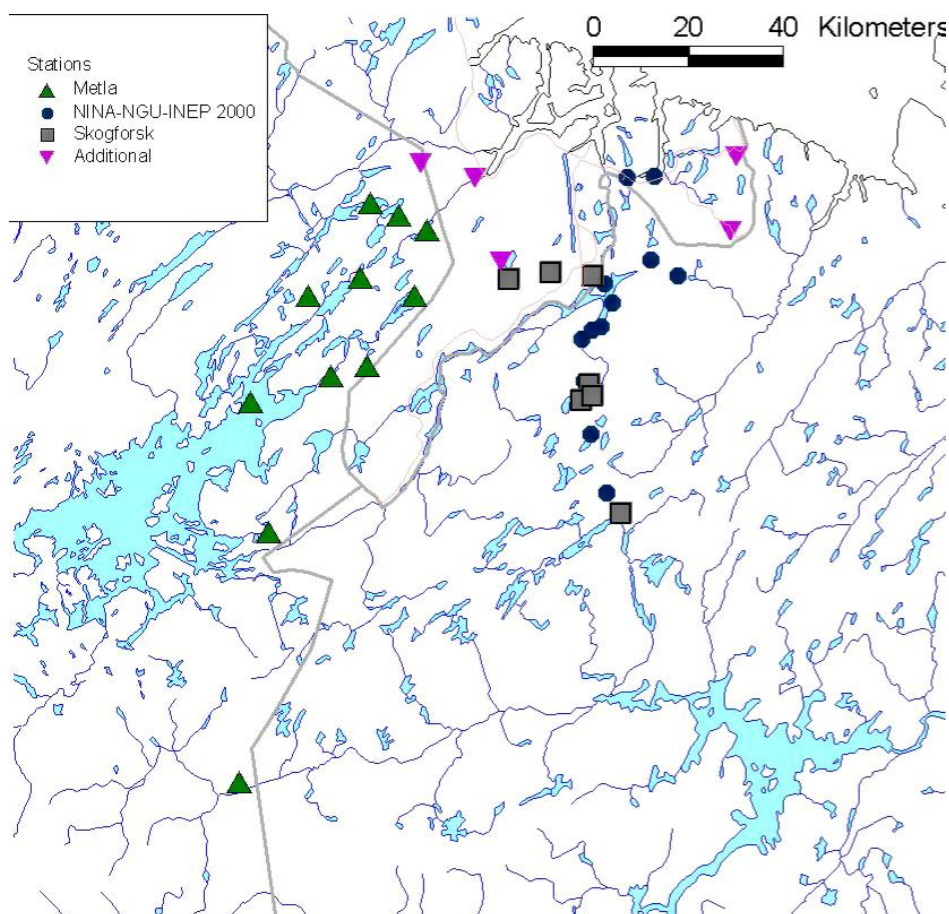 0 20 40 Kilometers
Stations
Metla
NINA-NGU-INEP 2000
Skogforsk
Additional